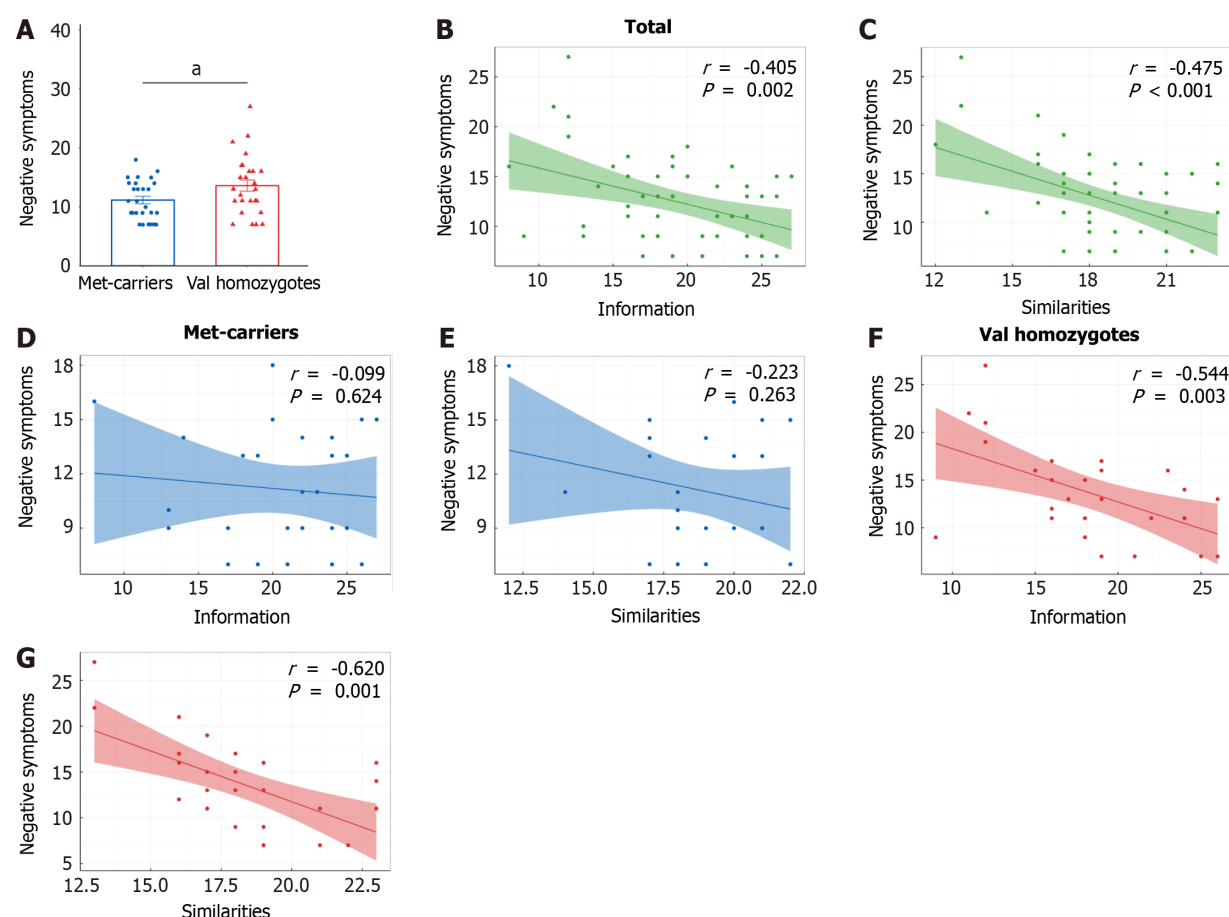 A
Negative symptoms
40
30
20
10
0
a
Met-carriers Val homozygotes
B
Total
Negative symptoms
25
20
15
10
r = -0.405
P = 0.002
10 15 20 25
Information
C
Negative symptoms
25
20
15
10
r = -0.475
P < 0.001
12 15 18 21
Similarities
D
Met-carriers
Negative symptoms
18
15
12
9
r = -0.099
P = 0.624
10 15 20 25
Information
E
Negative symptoms
18
15
12
9
r = -0.223
P = 0.263
12.5 15.0 17.5 20.0 22.0
Similarities
F
Val homozygotes
Negative symptoms
25
20
15
10
r = -0.544
P = 0.003
10 15 20 25
Information
G
Negative symptoms
25
20
15
10
5
r = -0.620
P = 0.001
12.5 15.0 17.5 20.0 22.5
Similarities